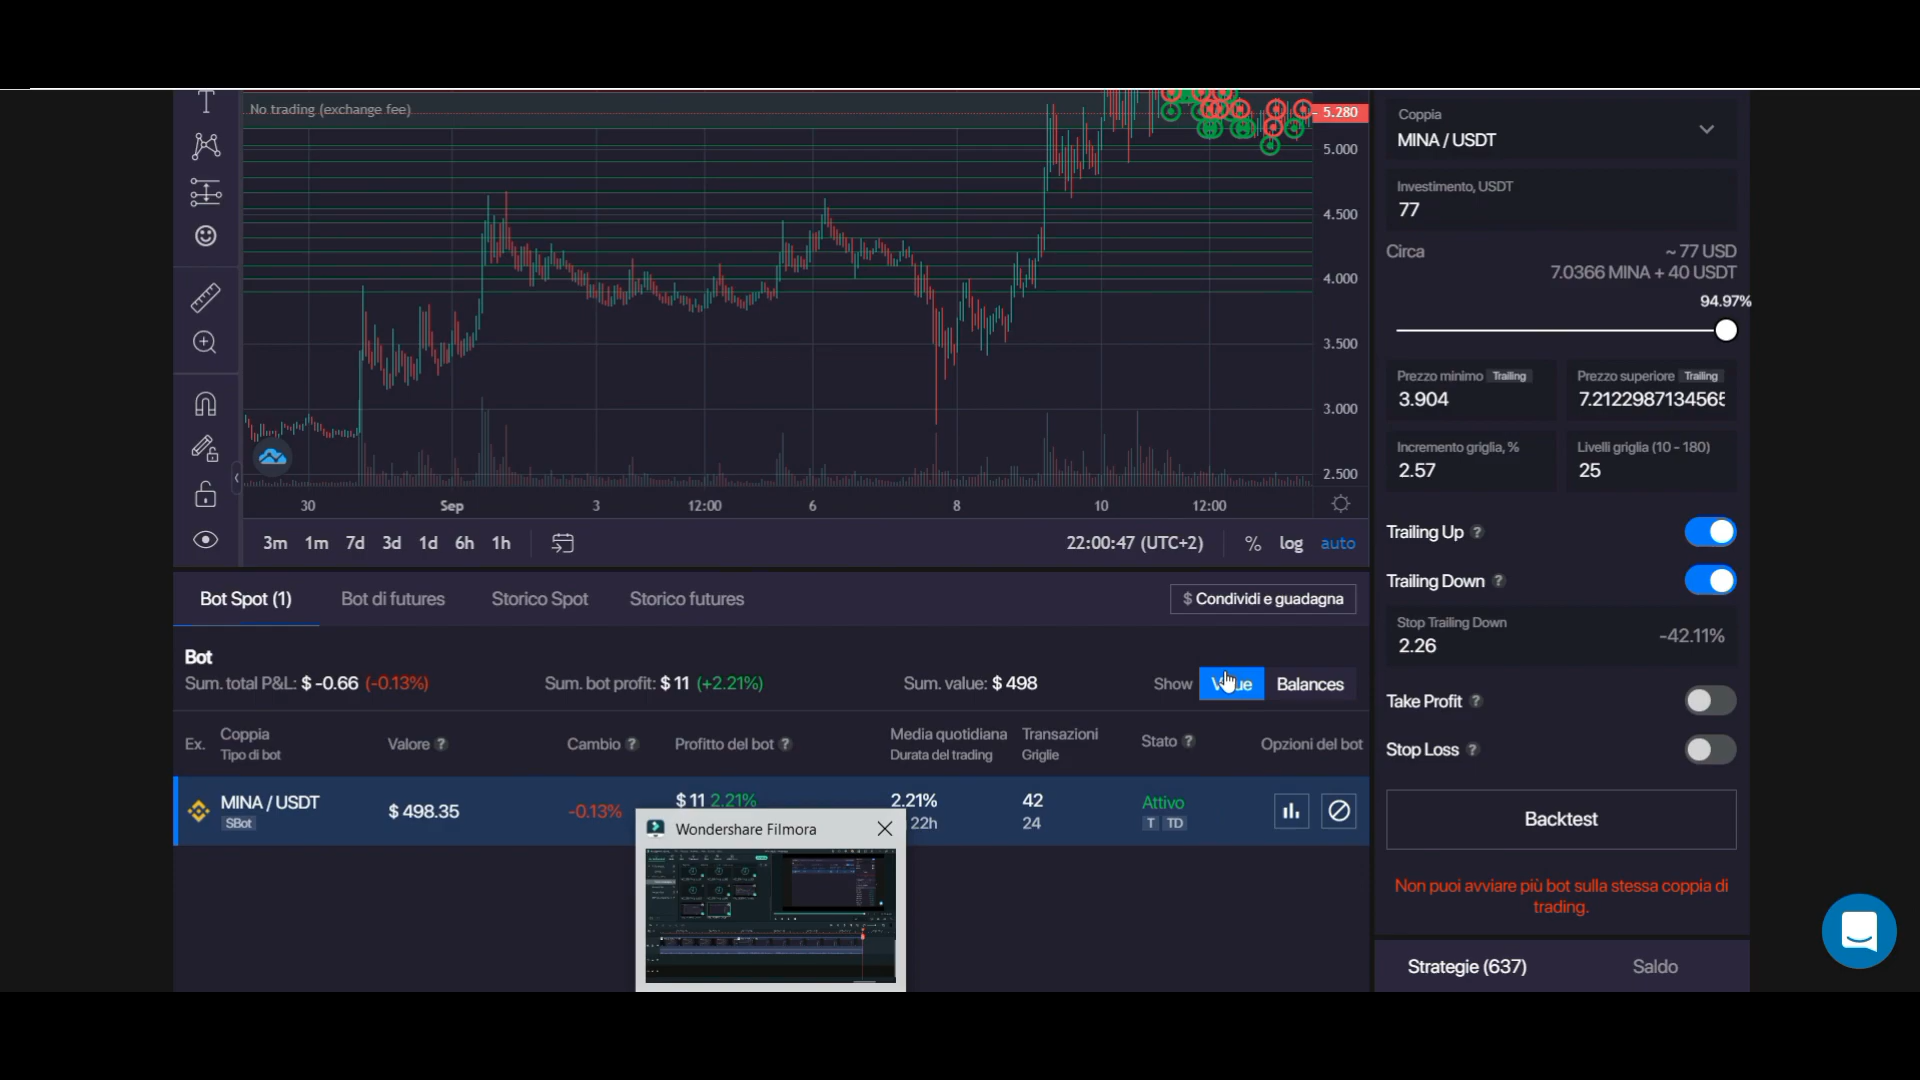 No trading (exchange fee)
5.280
5.000
4.500
4.000
3.500
3.000
2.500
30 Sep 3 12:00 6 8 10 12:00
3m 1m 7d 3d 1d 6h 1h
22:00:47 (UTC+2) % log auto
Coppia
MINA / USDT
Investimento, USDT
77
Circa ~ 77 USD
7.0366 MINA + 40 USDT
94.97%
Prezzo minimo Trailing
3.904
Prezzo superiore Trailing
7.2122987134565
Incremento griglia, %
2.57
Livelli griglia (10 - 180)
25
Trailing Up ?
Trailing Down ?
Stop Trailing Down
2.26
-42.11%
Take Profit ?
Stop Loss ?
Backtest
Non puoi avviare più bot sulla stessa coppia di
trading.
Strategie (637) Saldo
Bot Spot (1) Bot di futures Storico Spot Storico futures
$ Condividi e guadagna
Bot
Sum. total P&L: $ -0.66 (-0.13%) Sum. bot profit: $ 11 (+2.21%) Sum. value: $ 498 Show Value Balances
Ex. Coppia
Tipo di bot
Valore ?
Cambio ?
Profitto del bot ?
Media quotidiana
Durata del trading
Transazioni
Griglie
Stato ?
Opzioni del bot
MINA / USDT
SBot
$ 498.35
-0.13%
$ 11 2.21%
2.21%
22h
42
24
Attivo
T TD
Wondershare Filmora